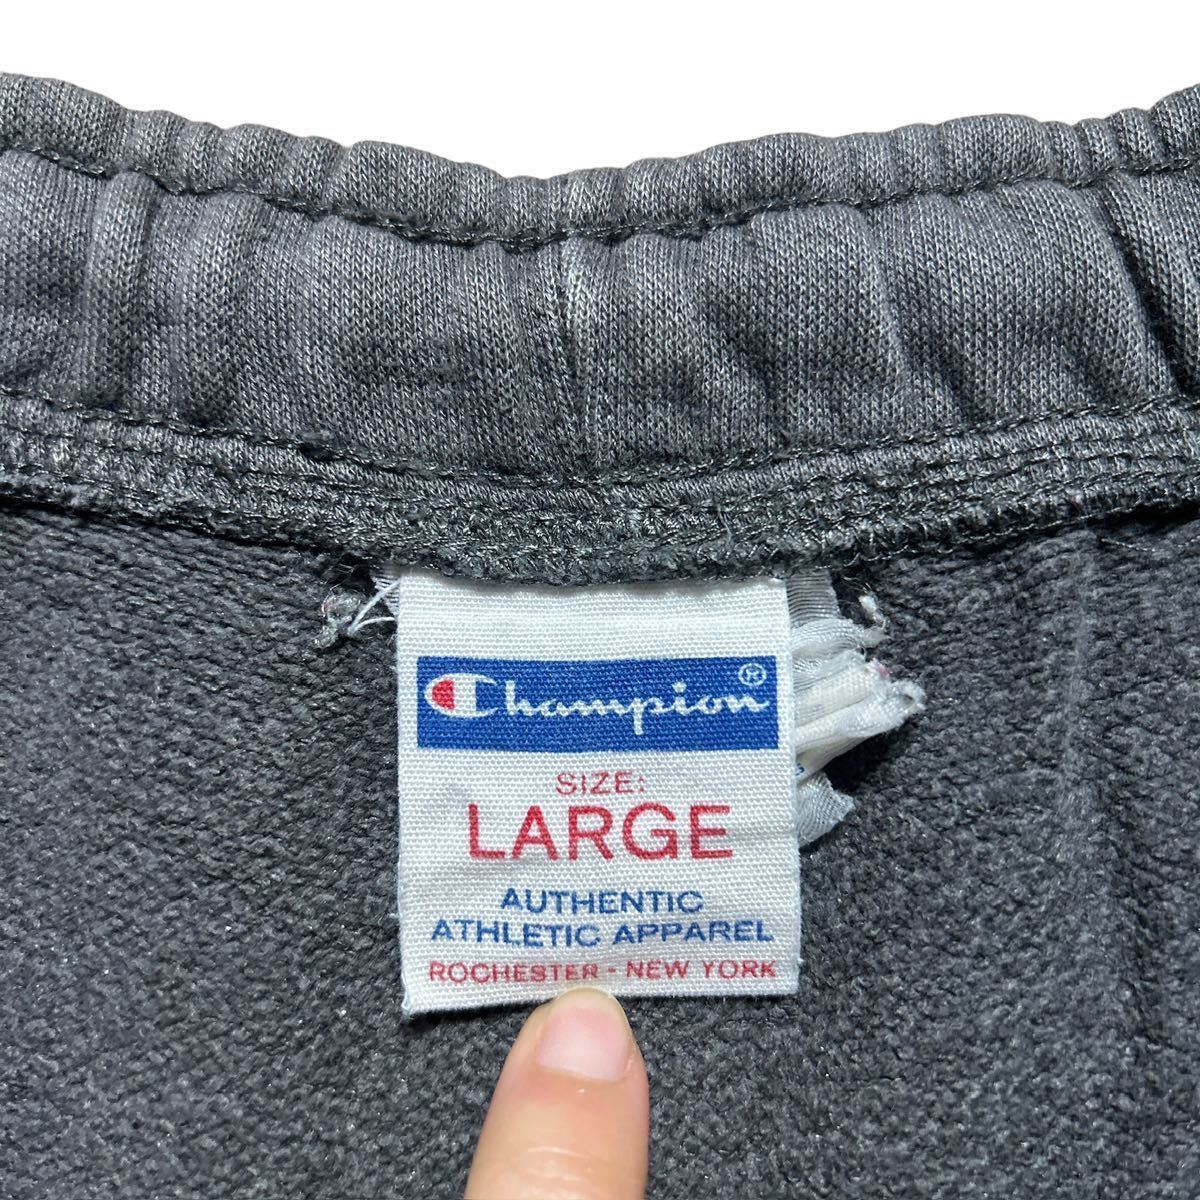 Champion®
SIZE:
LARGE
AUTHENTIC
ATHLETIC APPAREL
ROCHESTER - NEW YORK